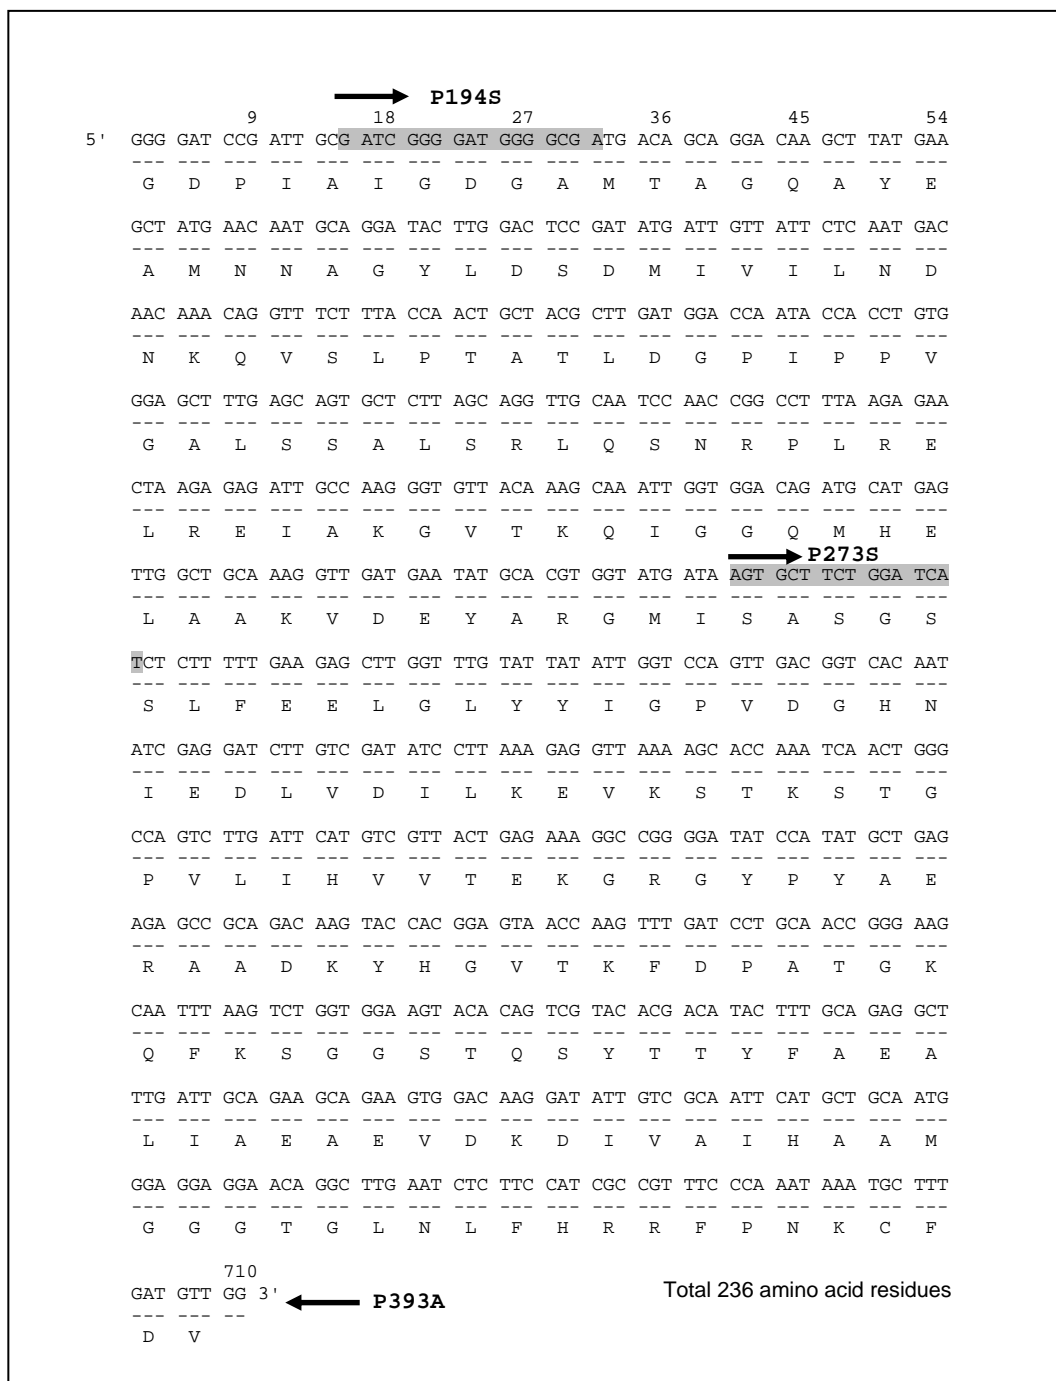 P194S
9 18 27 36 45 54
5' GGG GAT CCG ATT GCG ATCG GGG GAT GGG GCG ATG ACA GCA GGA CAA GCT TAT GAA
--- --- --- --- --- --- --- --- --- --- --- --- --- --- --- --- --- ---
G D P I A I G D G A M T A G Q A Y E
GCT ATG AAC AAT GCA GGA TAC TTG GAC TCC GAT ATG ATT GTT ATT CTC AAT GAC
--- --- --- --- --- --- --- --- --- --- --- --- --- --- --- --- --- ---
A M N N A G Y L D S D M I V I L N D
AAC AAA CAG GTT TCT TTA CCA ACT GCT ACG CTT GAT GGA CCA ATA CCA CCT GTG
--- --- --- --- --- --- --- --- --- --- --- --- --- --- --- --- --- ---
N K Q V S L P T A T L D G P I P P V
GGA GCT TTG AGC AGT GCT CTT AGC AGG TTG CAA TCC AAC CGG CCT TTA AGA GAA
--- --- --- --- --- --- --- --- --- --- --- --- --- --- --- --- --- ---
G A L S S A L S R L Q S N R P L R E
CTA AGA GAG ATT GCC AAG GGT GTT ACA AAG CAA ATT GGT GGA CAG ATG CAT GAG
--- --- --- --- --- --- --- --- --- --- --- --- --- --- --- --- --- ---
L R E I A K G V T K Q I G G Q M H E
P273S
TTG GCT GCA AAG GTT GAT GAA TAT GCA CGT GGT ATG ATA AGT GCT TCT GGA TCA
--- --- --- --- --- --- --- --- --- --- --- --- --- --- --- --- --- ---
L A A K V D E Y A R G M I S A S G S
TCT CTT TTT GAA GAG CTT GGT TTG TAT TAT ATT GGT CCA GTT GAC GGT CAC AAT
--- --- --- --- --- --- --- --- --- --- --- --- --- --- --- --- --- ---
S L F E E L G L Y Y I G P V D G H N
ATC GAG GAT CTT GTC GAT ATC CTT AAA GAG GTT AAA AGC ACC AAA TCA ACT GGG
--- --- --- --- --- --- --- --- --- --- --- --- --- --- --- --- --- ---
I E D L V D I L K E V K S T K S T G
CCA GTC TTG ATT CAT GTC GTT ACT GAG AAA GGC CGG GGA TAT CCA TAT GCT GAG
--- --- --- --- --- --- --- --- --- --- --- --- --- --- --- --- --- ---
P V L I H V V T E K G R G Y P Y A E
AGA GCC GCA GAC AAG TAC CAC GGA GTA ACC AAG TTT GAT CCT GCA ACC GGG AAG
--- --- --- --- --- --- --- --- --- --- --- --- --- --- --- --- --- ---
R A A D K Y H G V T K F D P A T G K
CAA TTT AAG TCT GGT GGA AGT ACA CAG TCG TAC ACG ACA TAC TTT GCA GAG GCT
--- --- --- --- --- --- --- --- --- --- --- --- --- --- --- --- --- ---
Q F K S G G S T Q S Y T T Y F A E A
TTG ATT GCA GAA GCA GAA GTG GAC AAG GAT ATT GTC GCA ATT CAT GCT GCA ATG
--- --- --- --- --- --- --- --- --- --- --- --- --- --- --- --- --- ---
L I A E A E V D K D I V A I H A A M
GGA GGA GGA ACA GGC TTG AAT CTC TTC CAT CGC CGT TTC CCA AAT AAA TGC TTT
--- --- --- --- --- --- --- --- --- --- --- --- --- --- --- --- --- ---
G G G T G L N L F H R R F P N K C F
710
GAT GTT GG 3' P393A Total 236 amino acid residues
--- --- --
D V